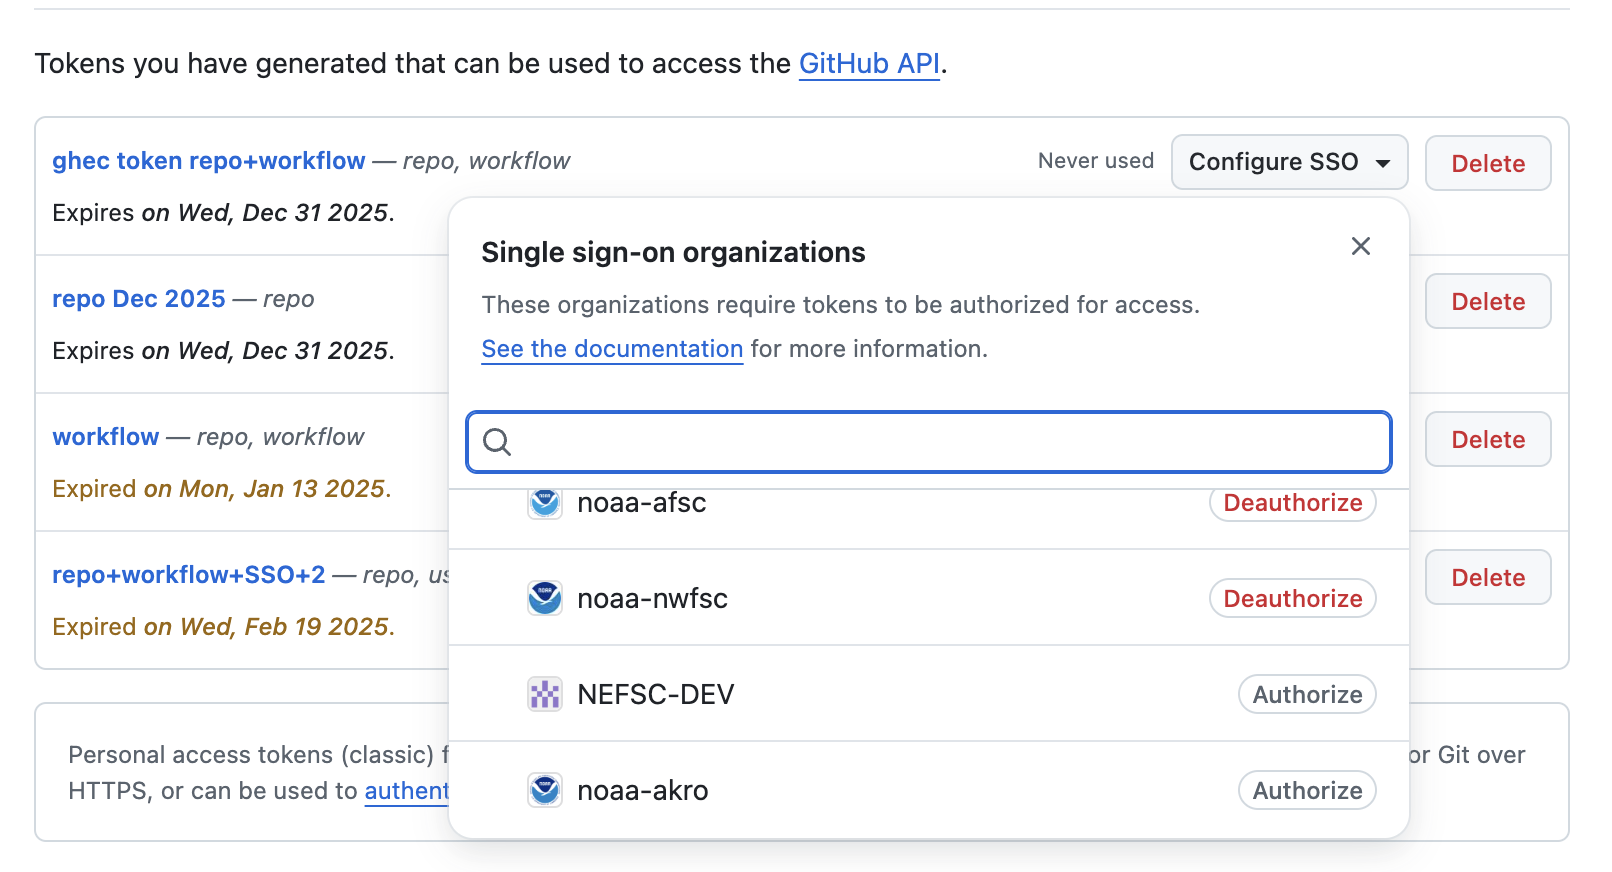 Tokens you have generated that can be used to access the GitHub API.
ghec token repo+workflow — repo, workflow
Never used
Configure SSO
Delete
Expires on Wed, Dec 31 2025.
Single sign-on organizations
These organizations require tokens to be authorized for access.
See the documentation for more information.
repo Dec 2025 — repo
Delete
Expires on Wed, Dec 31 2025.
workflow — repo, workflow
Delete
Expired on Mon, Jan 13 2025.
noaa-afsc
Deauthorize
repo+workflow+SSO+2 — repo,
noaa-nwfsc
Deauthorize
Delete
Expired on Wed, Feb 19 2025.
NEFSC-DEV
Authorize
noaa-akro
Authorize
Personal access tokens (classic)
or Git over
HTTPS, or can be used to